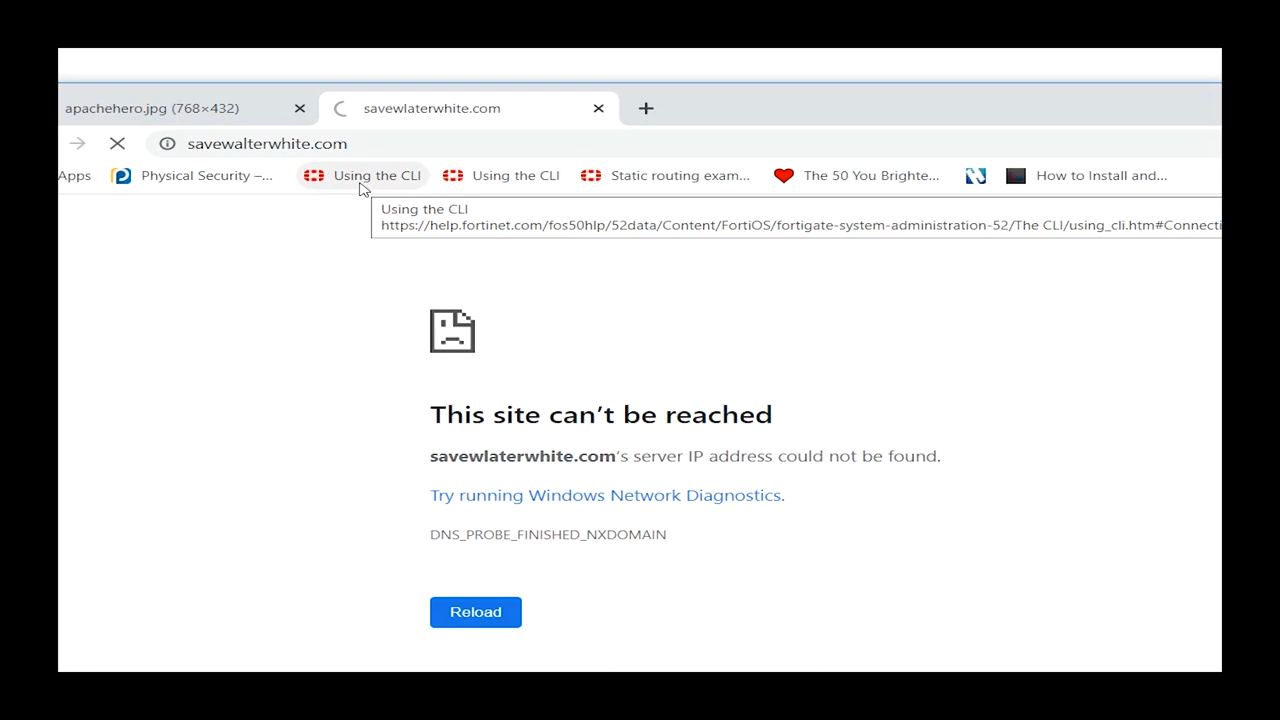 apachehero.jpg (768×432)
savewlaterwhite.com
savewalterwhite.com
Apps
Physical Security –...
Using the CLI
Using the CLI
Static routing exam...
The 50 You Brighte...
How to Install and...
Using the CLI
https://help.fortinet.com/fos50hlp/52data/Content/FortiOS/fortigate-system-administration-52/The CLI/using_cli.htm#Connecti
This site can't be reached
savewlaterwhite.com's server IP address could not be found.
Try running Windows Network Diagnostics.
DNS_PROBE_FINISHED_NXDOMAIN
Reload